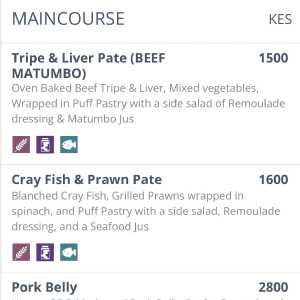 MAINCOURSE KES
Tripe & Liver Pate (BEEF 1500
MATUMBO)
Oven Baked Beef Tripe & Liver, Mixed vegetables,
Wrapped in Puff Pastry with a side salad of Remoulade
dressing & Matumbo Jus
Cray Fish & Prawn Pate 1600
Blanched Cray Fish, Grilled Prawns wrapped in
spinach, and Puff Pastry with a side salad, Remoulade
dressing, and a Seafood Jus
Pork Belly 2800